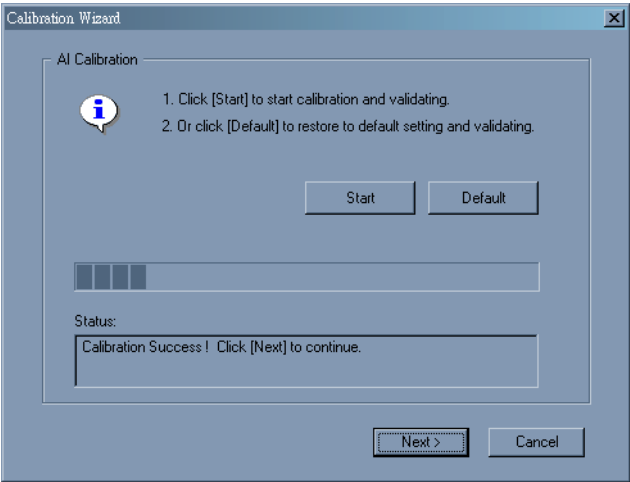 Calibration Wizard
AI Calibration
1. Click [Start] to start calibration and validating.
2. Or click [Default] to restore to default setting and validating.
Start
Default
Status:
Calibration Success ! Click [Next] to continue.
Next >
Cancel